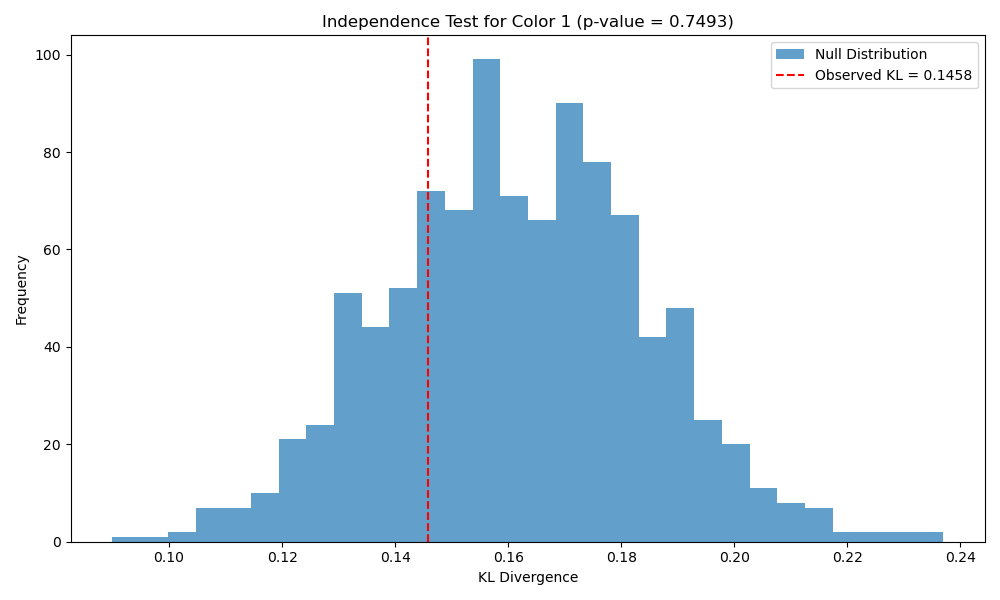 Independence Test for Color 1 (p-value = 0.7493)
Null Distribution
Observed KL = 0.1458
100
80
60
40
20
0
Frequency
0.10 0.12 0.14 0.16 0.18 0.20 0.22 0.24
KL Divergence